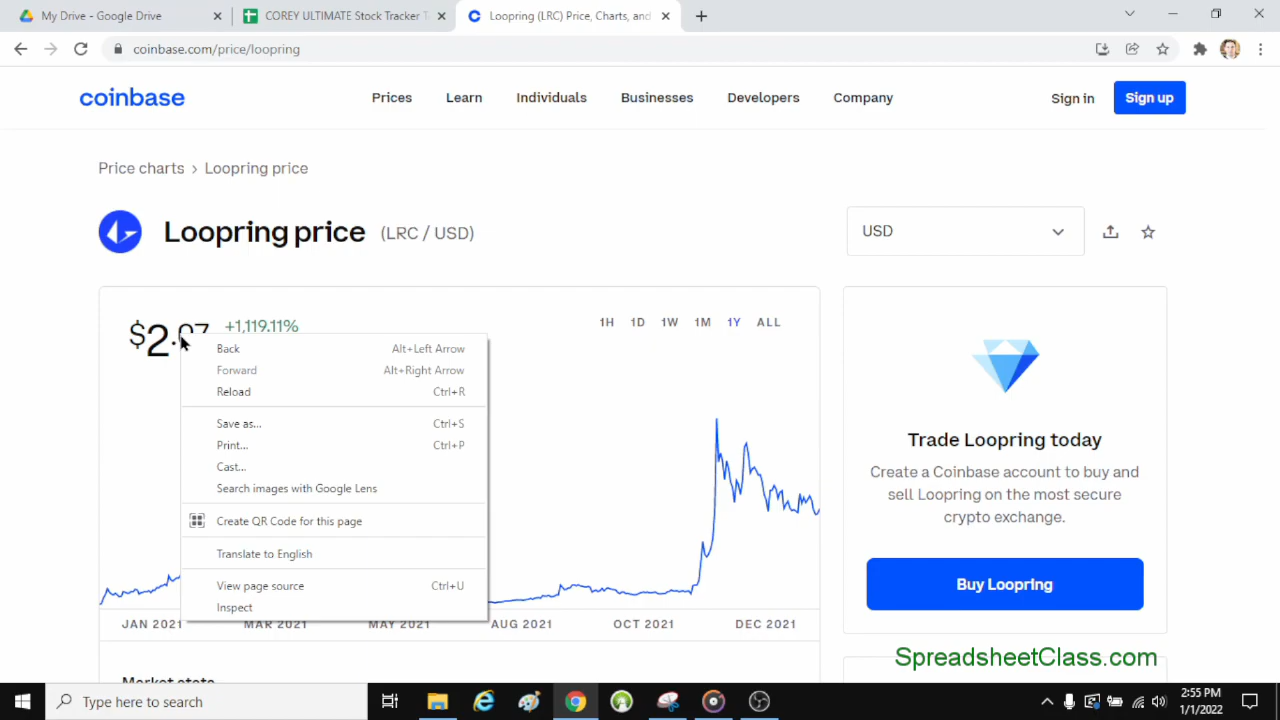 My Drive - Google Drive
COREY ULTIMATE Stock Tracker T
Loopring (LRC) Price, Charts, and
coinbase.com/price/loopring
coinbase
Prices
Learn
Individuals
Businesses
Developers
Company
Sign in
Sign up
Price charts › Loopring price
Loopring price (LRC / USD)
USD
+1,119.11%
1H 1D 1W 1M 1Y ALL
Back Alt+Left Arrow
Forward Alt+Right Arrow
Reload Ctrl+R
Save as... Ctrl+S
Print... Ctrl+P
Cast...
Search images with Google Lens
Create QR Code for this page
Translate to English
View page source Ctrl+U
Inspect
JAN 2021 MAR 2021 MAY 2021 AUG 2021 OCT 2021 DEC 2021
Market stats
Trade Loopring today
Create a Coinbase account to buy and
sell Loopring on the most secure
crypto exchange.
Buy Loopring
SpreadsheetClass.com
Type here to search
2:55 PM
1/1/2022